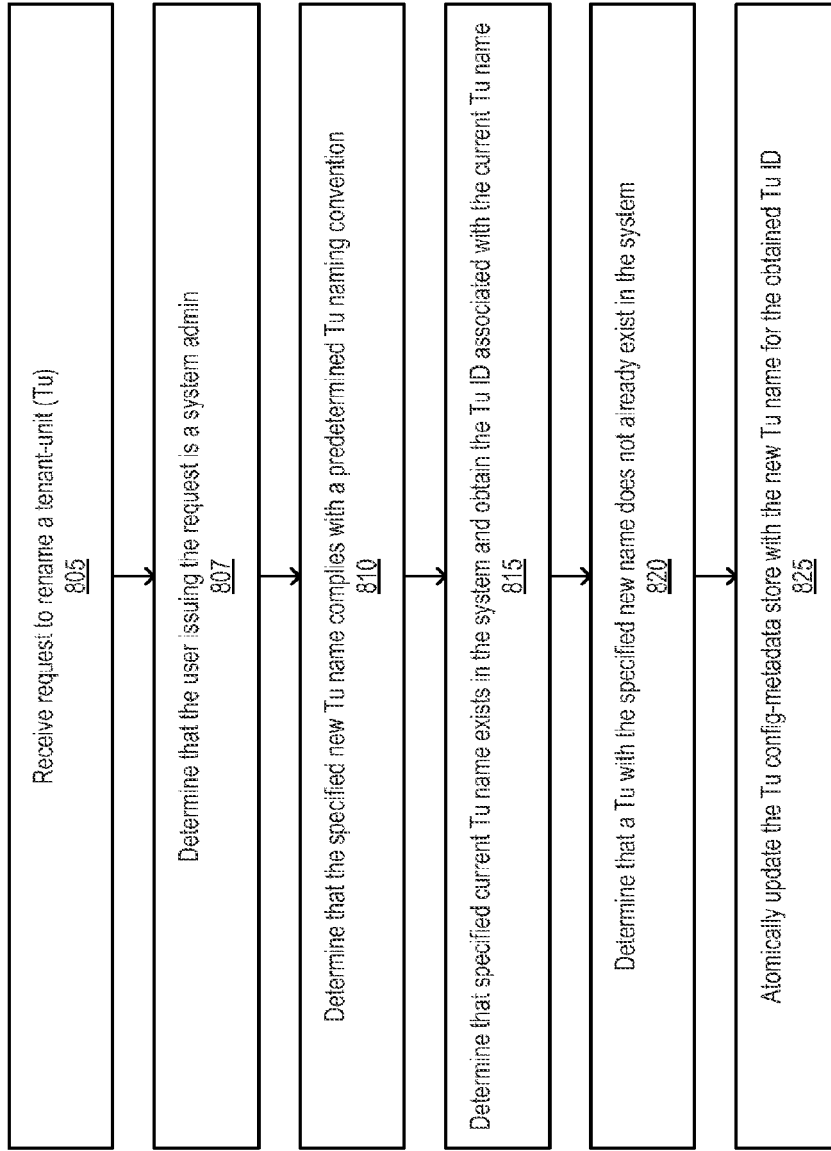 Receive request to rename a tenant-unit (Tu)
805
Determine that the user issuing the request is a system admin
807
Determine that the specified new Tu name complies with a predetermined Tu naming convention
810
Determine that specified current Tu name exists in the system and obtain the Tu ID associated with the current Tu name
815
Determine that a Tu with the specified new name does not already exist in the system
820
Atomically update the Tu config-metadata store with the new Tu name for the obtained Tu ID
825